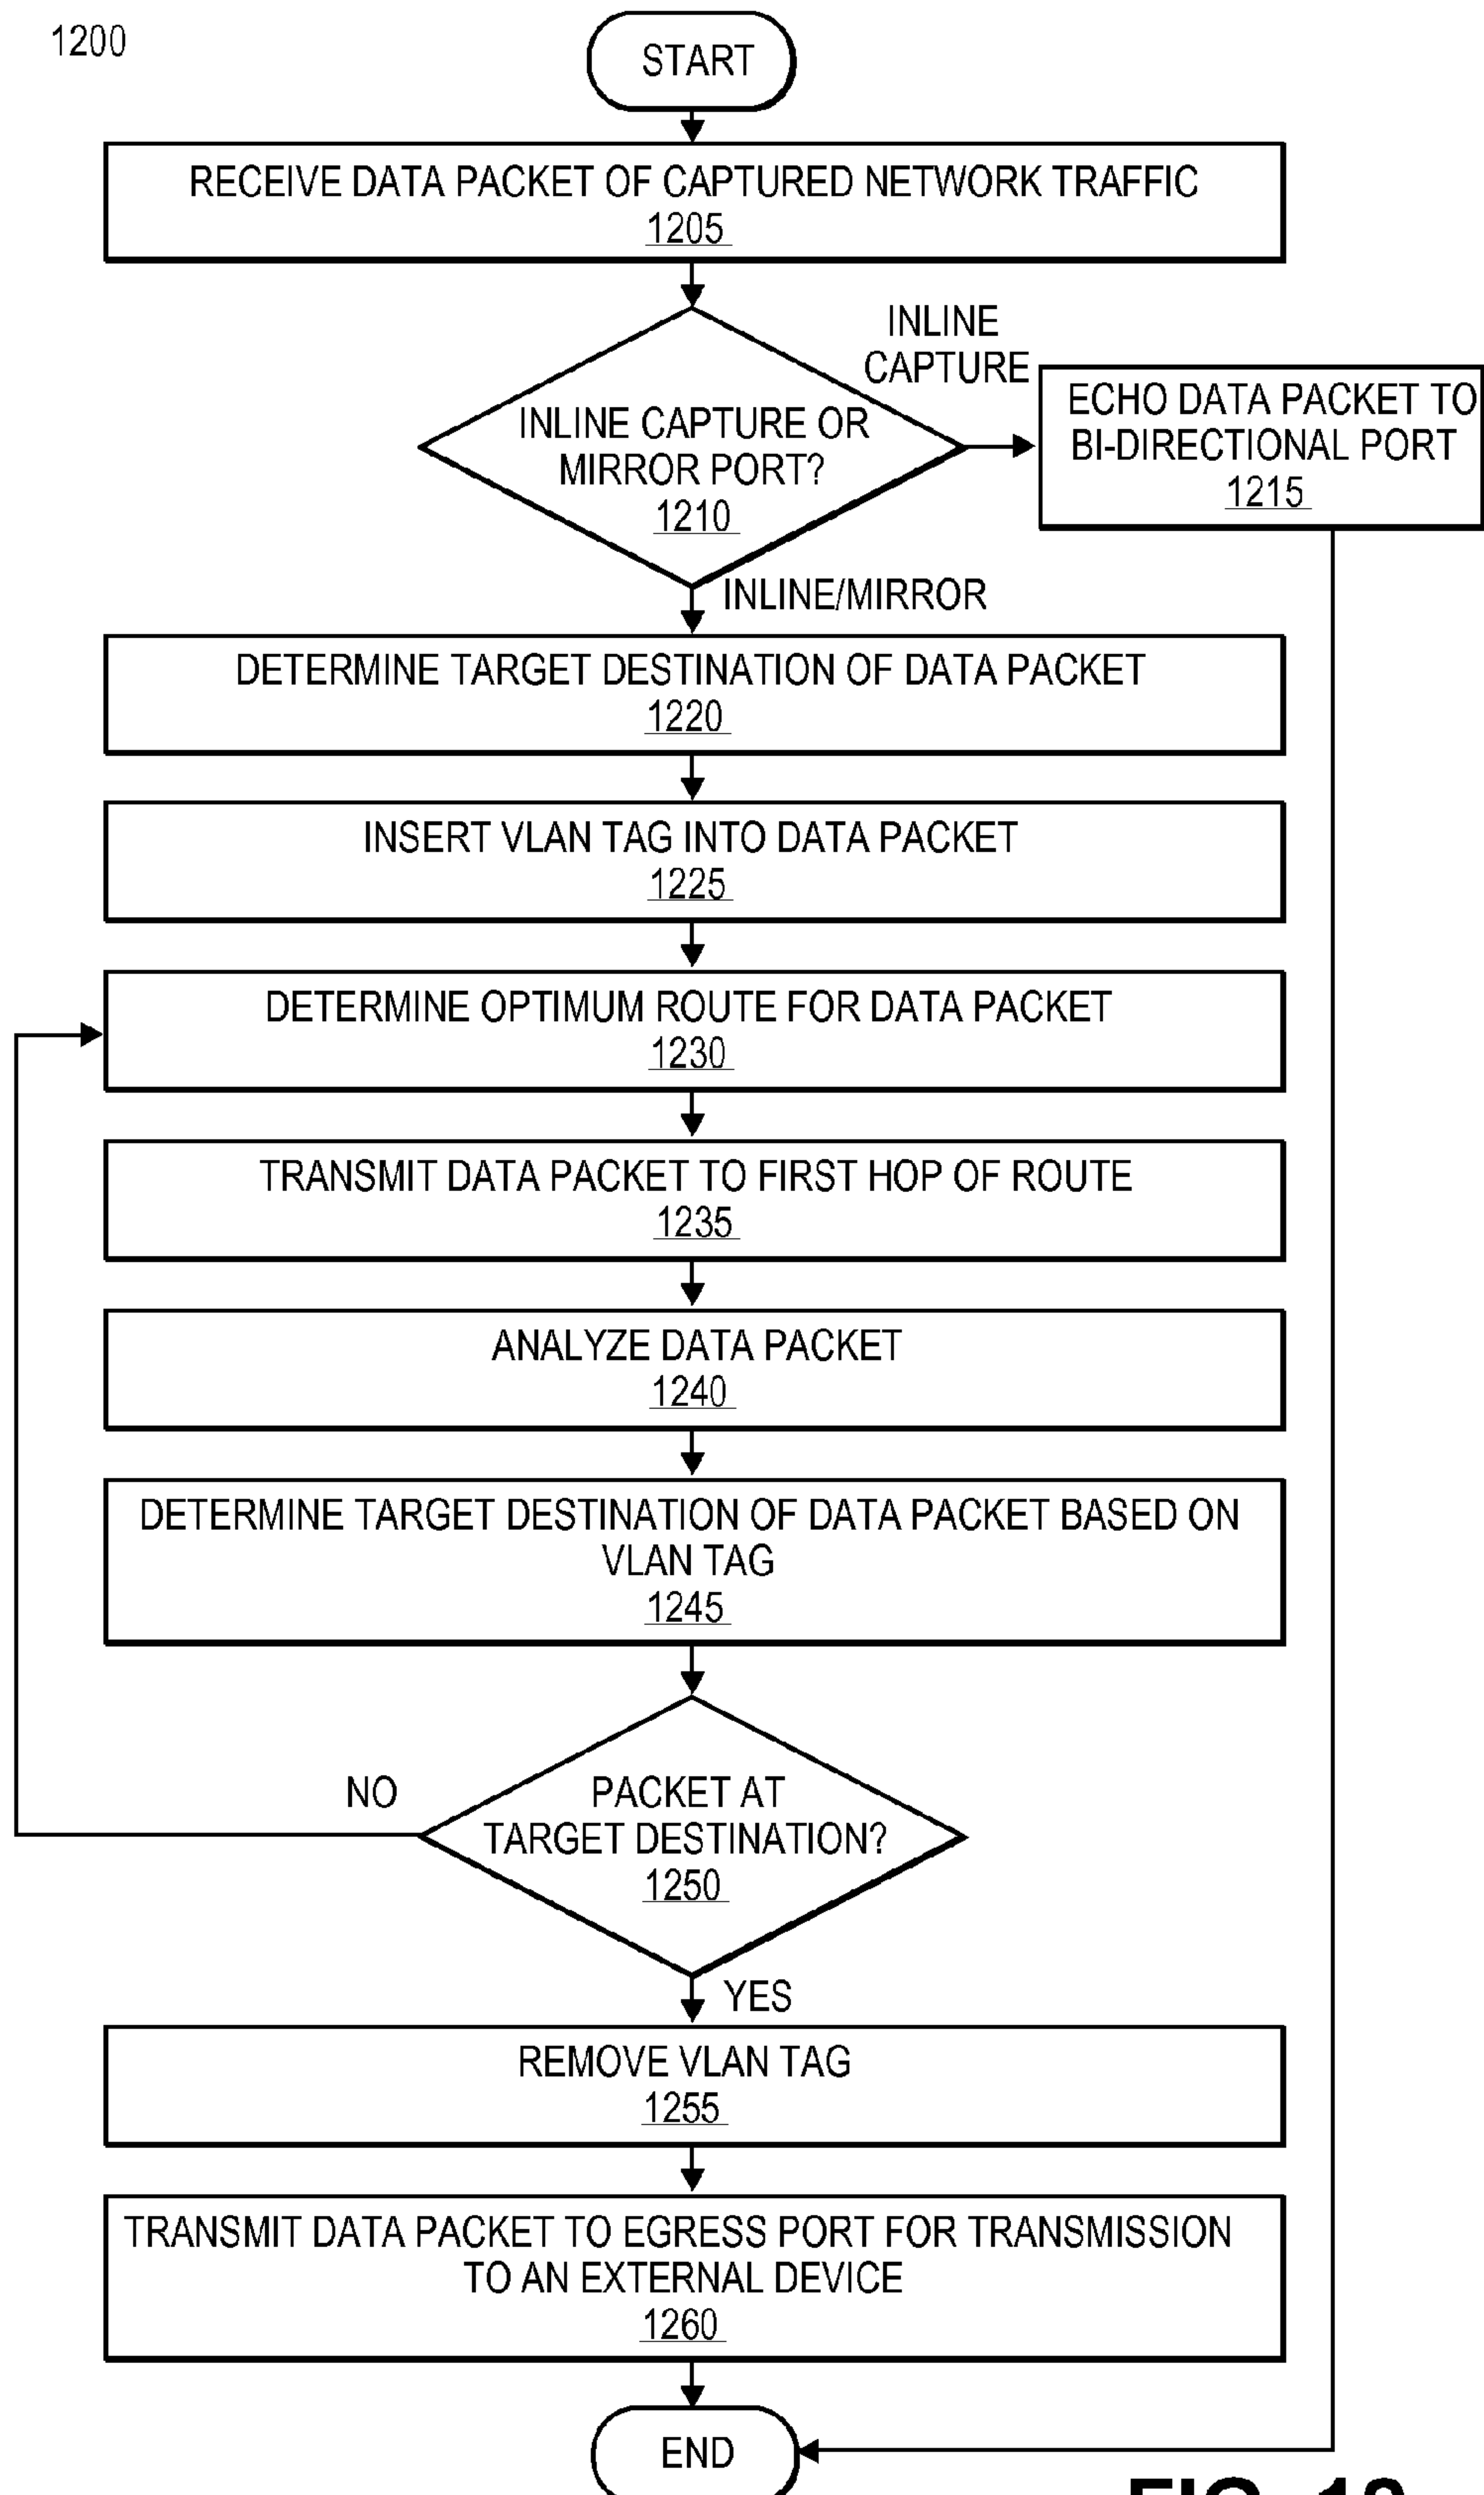 1200
START
RECEIVE DATA PACKET OF CAPTURED NETWORK TRAFFIC
1205
INLINE
CAPTURE
INLINE CAPTURE OR
MIRROR PORT?
1210
ECHO DATA PACKET TO
BI-DIRECTIONAL PORT
1215
INLINE/MIRROR
DETERMINE TARGET DESTINATION OF DATA PACKET
1220
INSERT VLAN TAG INTO DATA PACKET
1225
DETERMINE OPTIMUM ROUTE FOR DATA PACKET
1230
TRANSMIT DATA PACKET TO FIRST HOP OF ROUTE
1235
ANALYZE DATA PACKET
1240
DETERMINE TARGET DESTINATION OF DATA PACKET BASED ON
VLAN TAG
1245
NO
PACKET AT
TARGET DESTINATION?
1250
YES
REMOVE VLAN TAG
1255
TRANSMIT DATA PACKET TO EGRESS PORT FOR TRANSMISSION
TO AN EXTERNAL DEVICE
1260
END
FIG.